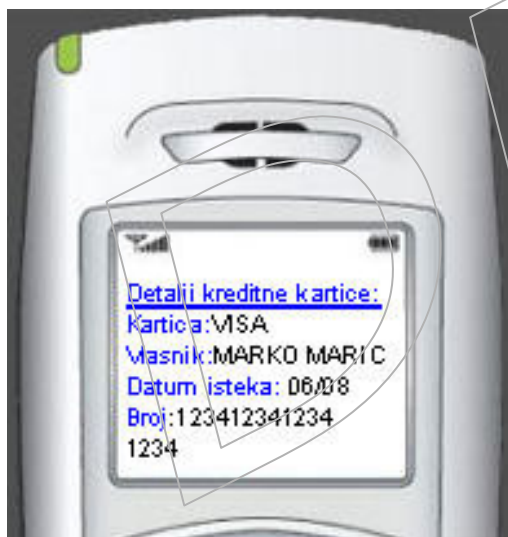 Detalji kreditne kartice:
Kartica:VISA
Vlasnik:MARKO MARIC
Datum isteka: 06/08
Broj:123412341234
1234